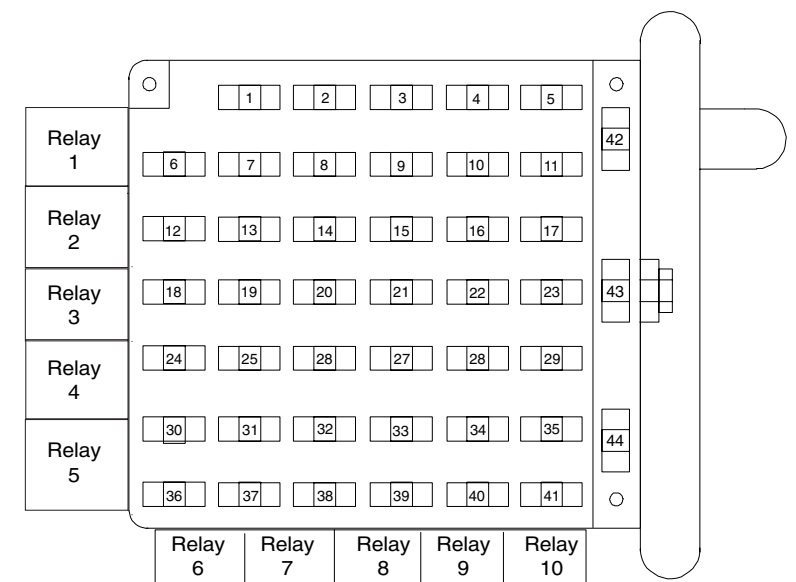 1 2 3 4 5
42
Relay
1
6 7 8 9 10 11
Relay
2
12 13 14 15 16 17
Relay
3
18 19 20 21 22 23
43
Relay
4
24 25 28 27 28 29
Relay
5
30 31 32 33 34 35
44
36 37 38 39 40 41
Relay
6
Relay
7
Relay
8
Relay
9
Relay
10